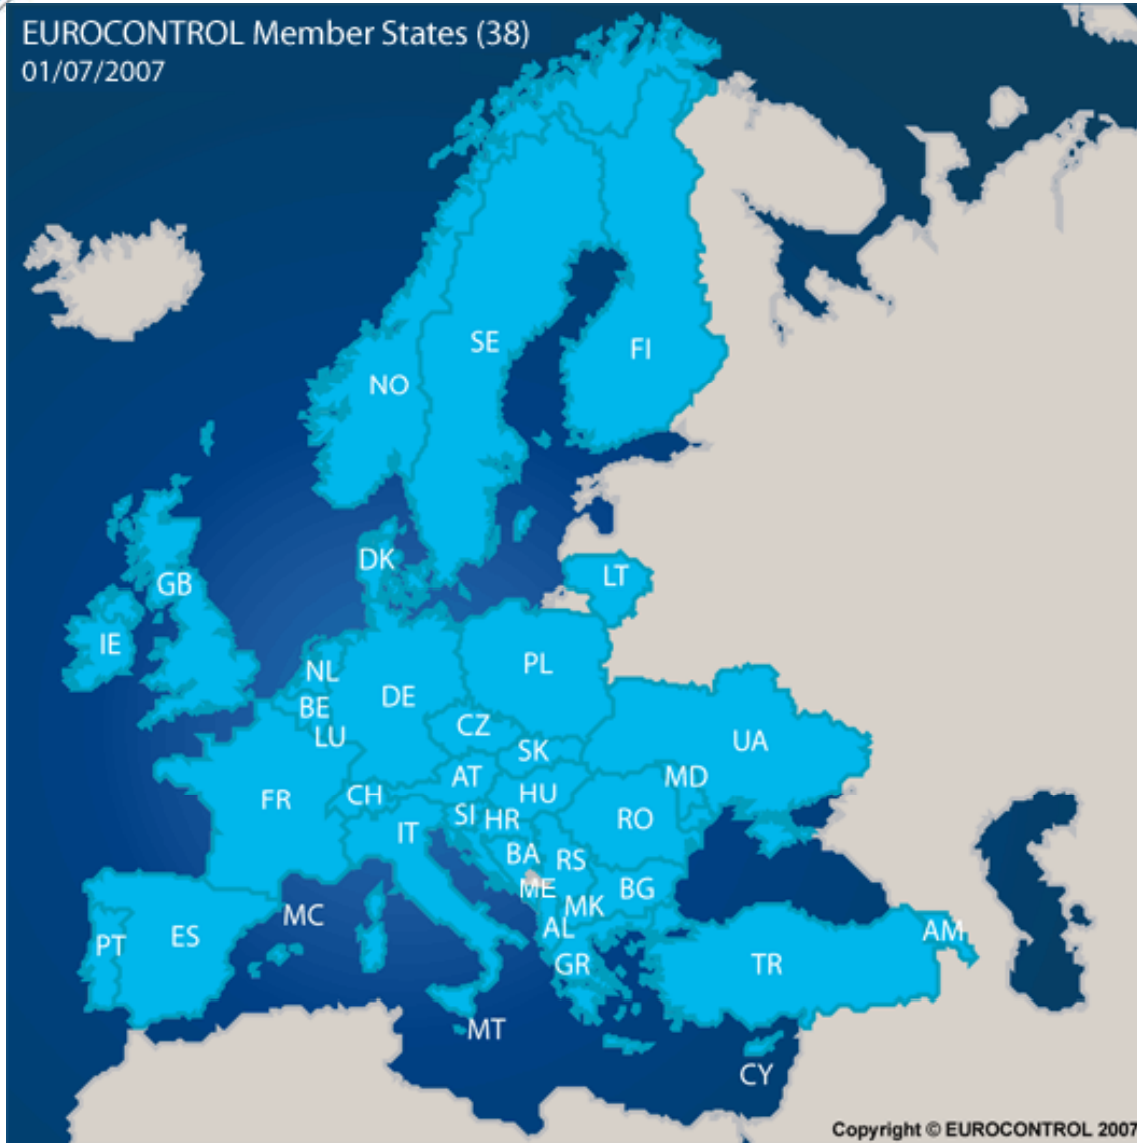 EUROCONTROL Member States (38)
01/07/2007
SE
FI
NO
DK
LT
GB
IE
NL
PL
DE
BE
CZ
LU
UA
SK
AT
MD
CH
HU
FR
SI
HR
RO
IT
BA
RS
ME
BG
MK
MC
AL
AM
PT
ES
GR
TR
MT
CY
Copyright © EUROCONTROL 2007